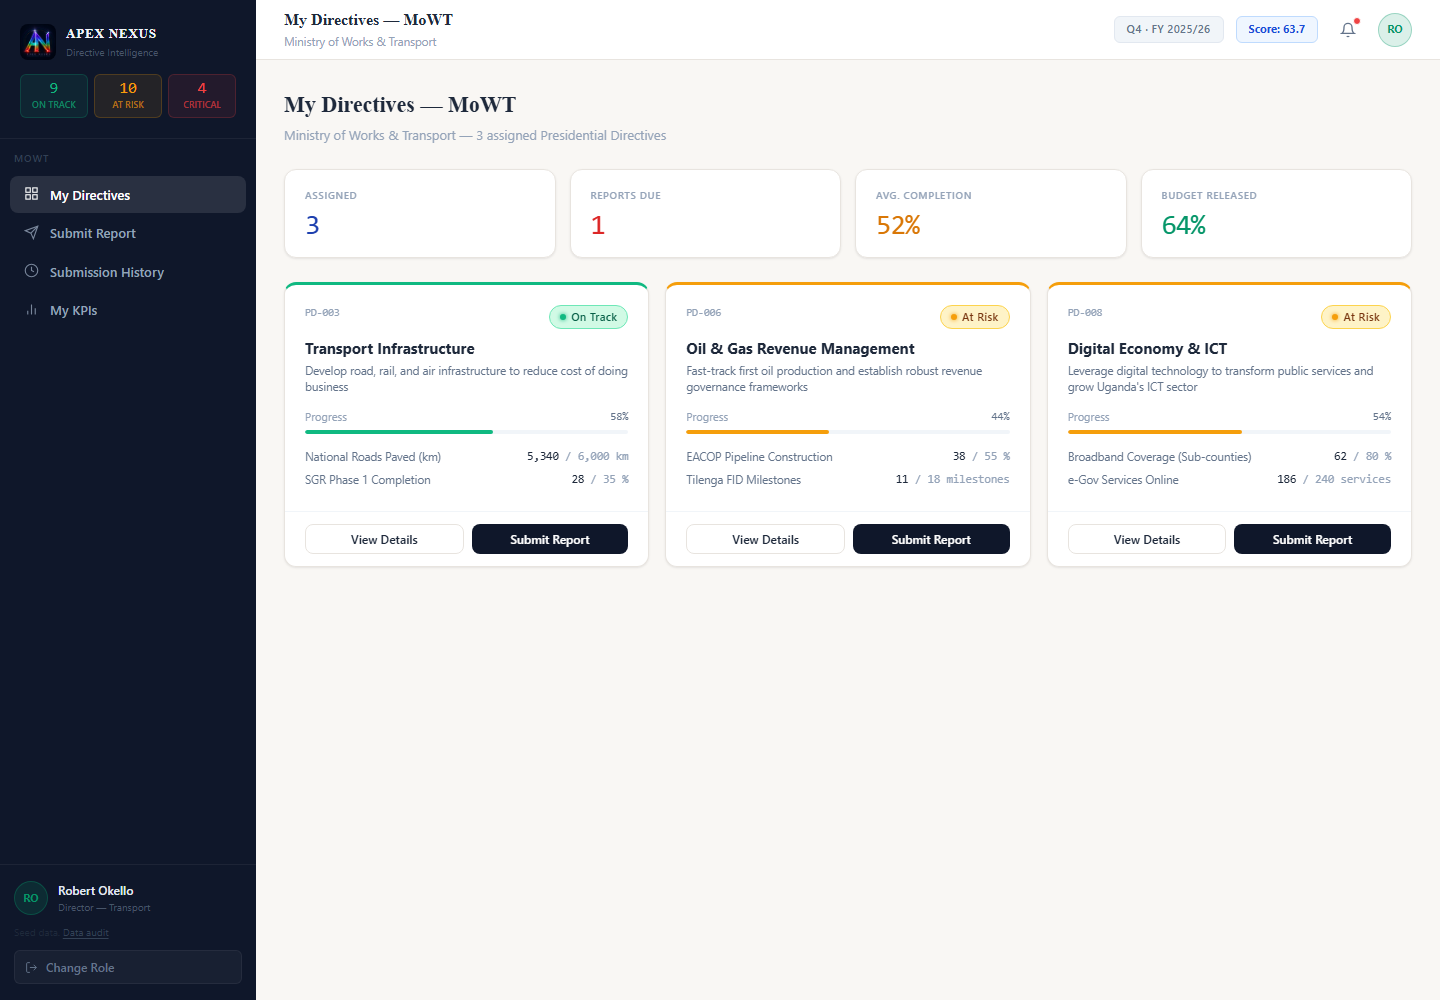 APEX NEXUS
Directive Intelligence
9
ON TRACK
10
AT RISK
4
CRITICAL
MOWT
My Directives
Submit Report
Submission History
My KPIs
Robert Okello
Director — Transport
RO
Seed data. Data audit
Change Role
My Directives — MoWT
Ministry of Works & Transport
Q4 · FY 2025/26
Score: 63.7
RO
My Directives — MoWT
Ministry of Works & Transport — 3 assigned Presidential Directives
ASSIGNED
3
REPORTS DUE
1
AVG. COMPLETION
52%
BUDGET RELEASED
64%
PD-003
On Track
Transport Infrastructure
Develop road, rail, and air infrastructure to reduce cost of doing
business
Progress 58%
National Roads Paved (km) 5,340 / 6,000 km
SGR Phase 1 Completion 28 / 35 %
View Details
Submit Report
PD-006
At Risk
Oil & Gas Revenue Management
Fast-track first oil production and establish robust revenue
governance frameworks
Progress 44%
EACOP Pipeline Construction 38 / 55 %
Tilenga FID Milestones 11 / 18 milestones
View Details
Submit Report
PD-008
At Risk
Digital Economy & ICT
Leverage digital technology to transform public services and
grow Uganda's ICT sector
Progress 54%
Broadband Coverage (Sub-counties) 62 / 80 %
e-Gov Services Online 186 / 240 services
View Details
Submit Report